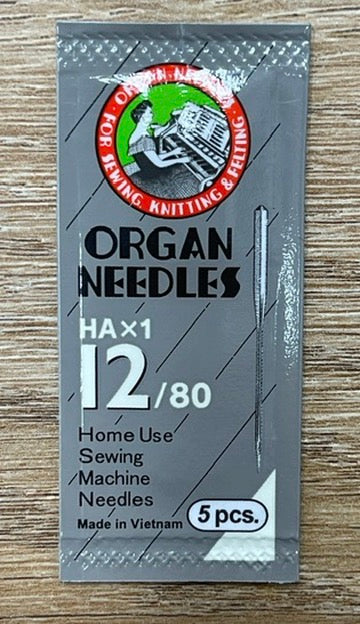 ORGAN NEEDLES
FOR SEWING, KNITTING & FELTING
ORGAN
NEEDLES
HA×1
12/80
Home Use
Sewing
Machine
Needles
Made in Vietnam
5 pcs.